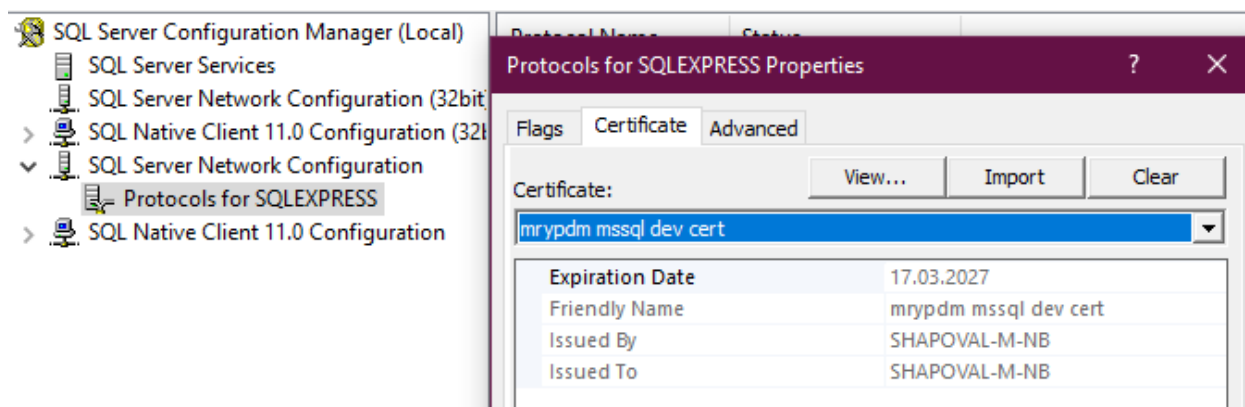 SQL Server Configuration Manager (Local)
SQL Server Services
SQL Server Network Configuration (32bit
SQL Native Client 11.0 Configuration (32b
SQL Server Network Configuration
Protocols for SQLEXPRESS
SQL Native Client 11.0 Configuration
Protocol Name Status
Protocols for SQLEXPRESS Properties ? X
Flags Certificate Advanced
View... Import Clear
Certificate:
mrypdm mssql dev cert
Expiration Date 17.03.2027
Friendly Name mrypdm mssql dev cert
Issued By SHAPOVAL-M-NB
Issued To SHAPOVAL-M-NB